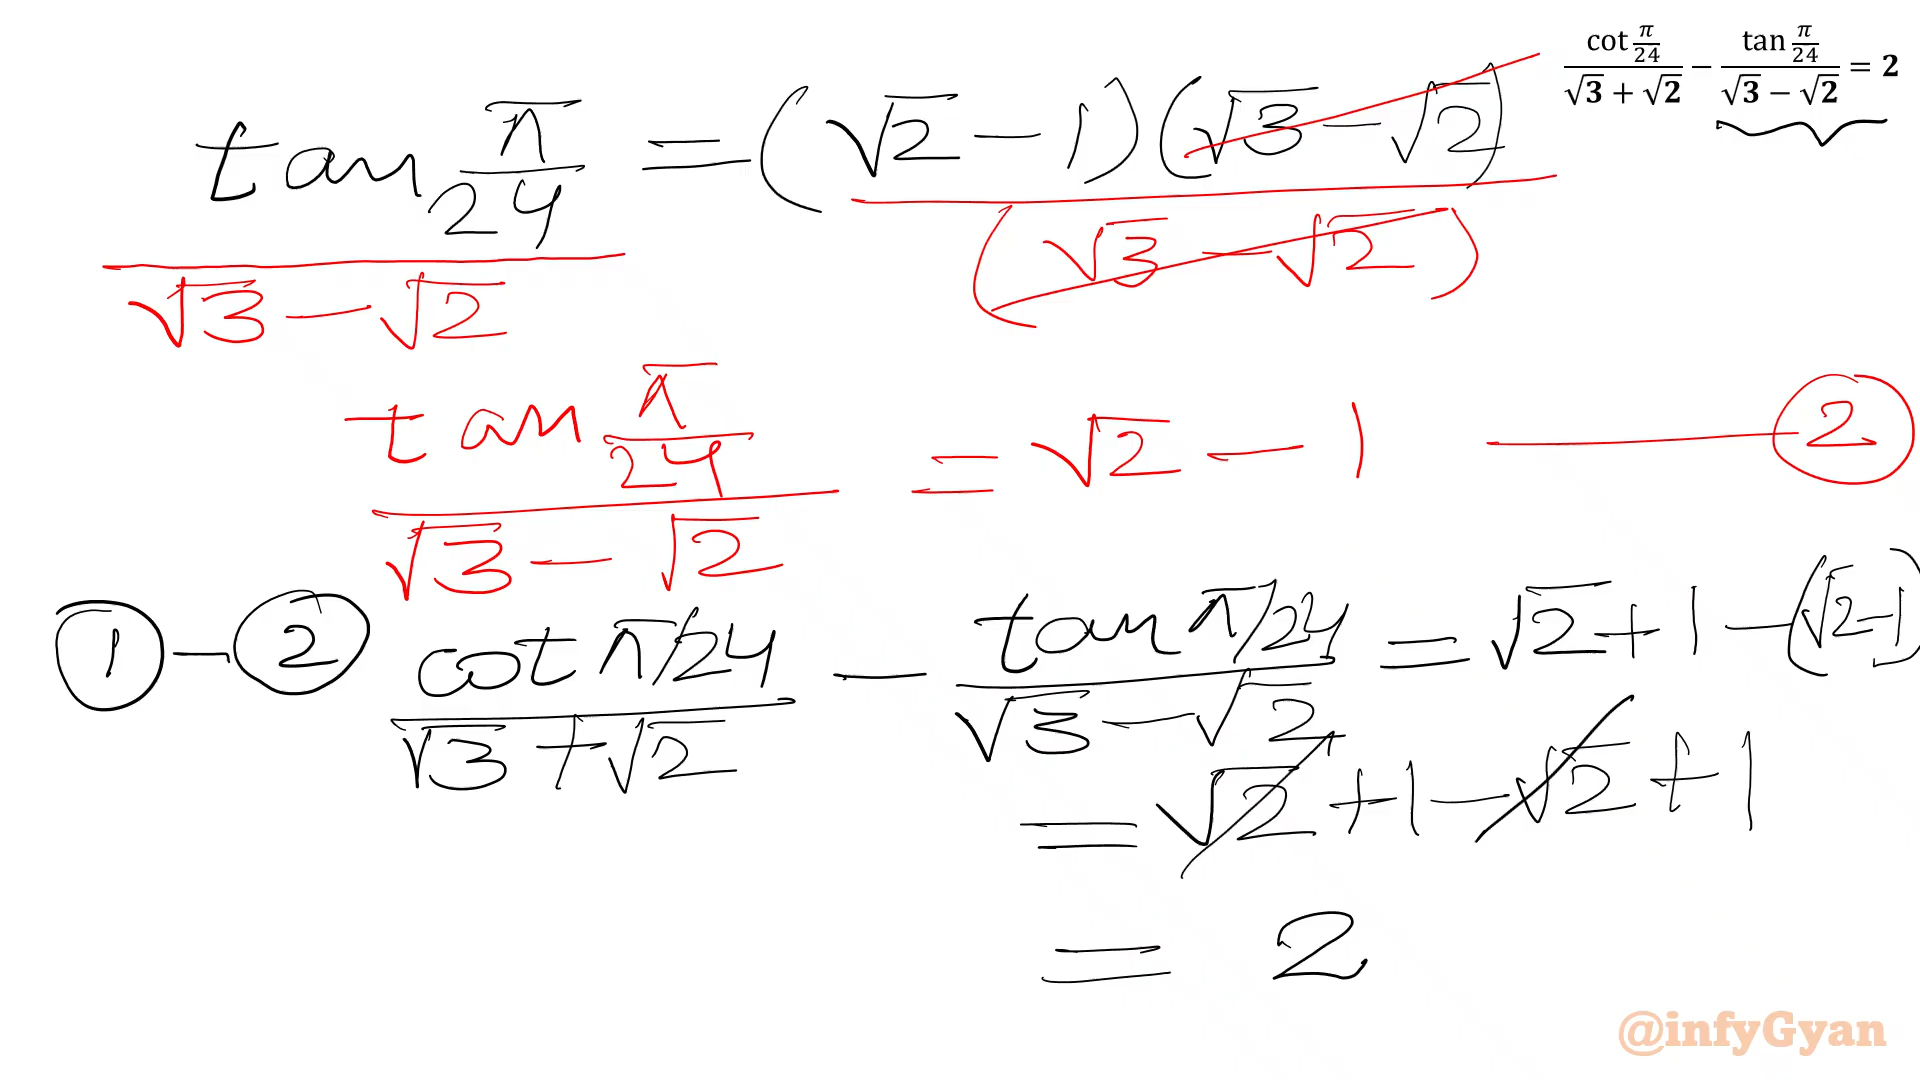 cot π/24 / (√3 + √2) − tan π/24 / (√3 − √2) = 2
tan π/24 / (√3 − √2) = (√2 − 1)(√3 − √2) / (√3 − √2)
tan π/24 / (√3 − √2) = √2 − 1 —— ②
① − ② cot π/24 / (√3 + √2) − tan π/24 / (√3 − √2) = √2 + 1 − (√2 − 1)
= √2 + 1 − √2 + 1
= 2
@infyGyan